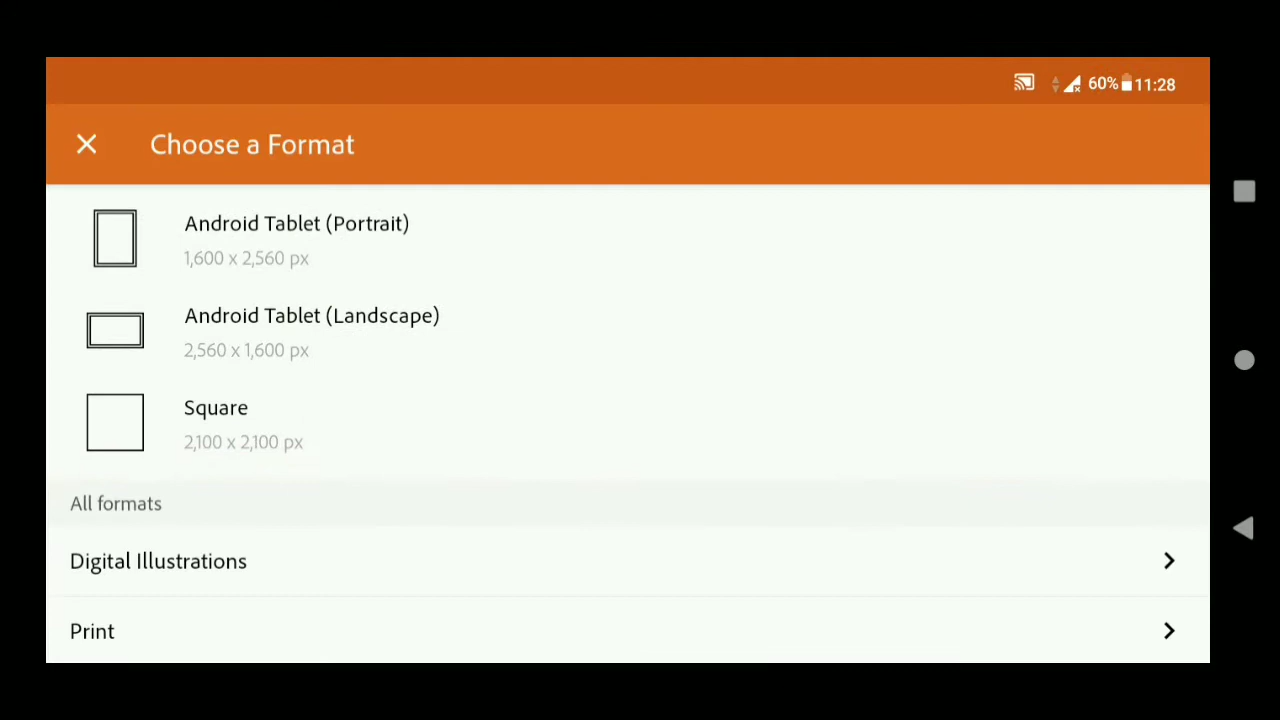 60% 11:28
Choose a Format
Android Tablet (Portrait)
1,600 x 2,560 px
Android Tablet (Landscape)
2,560 x 1,600 px
Square
2,100 x 2,100 px
All formats
Digital Illustrations
Print